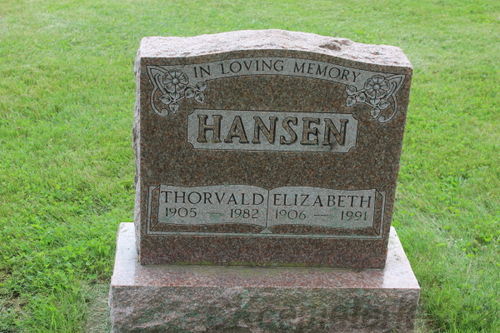 IN LOVING MEMORY
HANSEN
THORVALD ELIZABETH
1905 — 1982 1906 — 1991